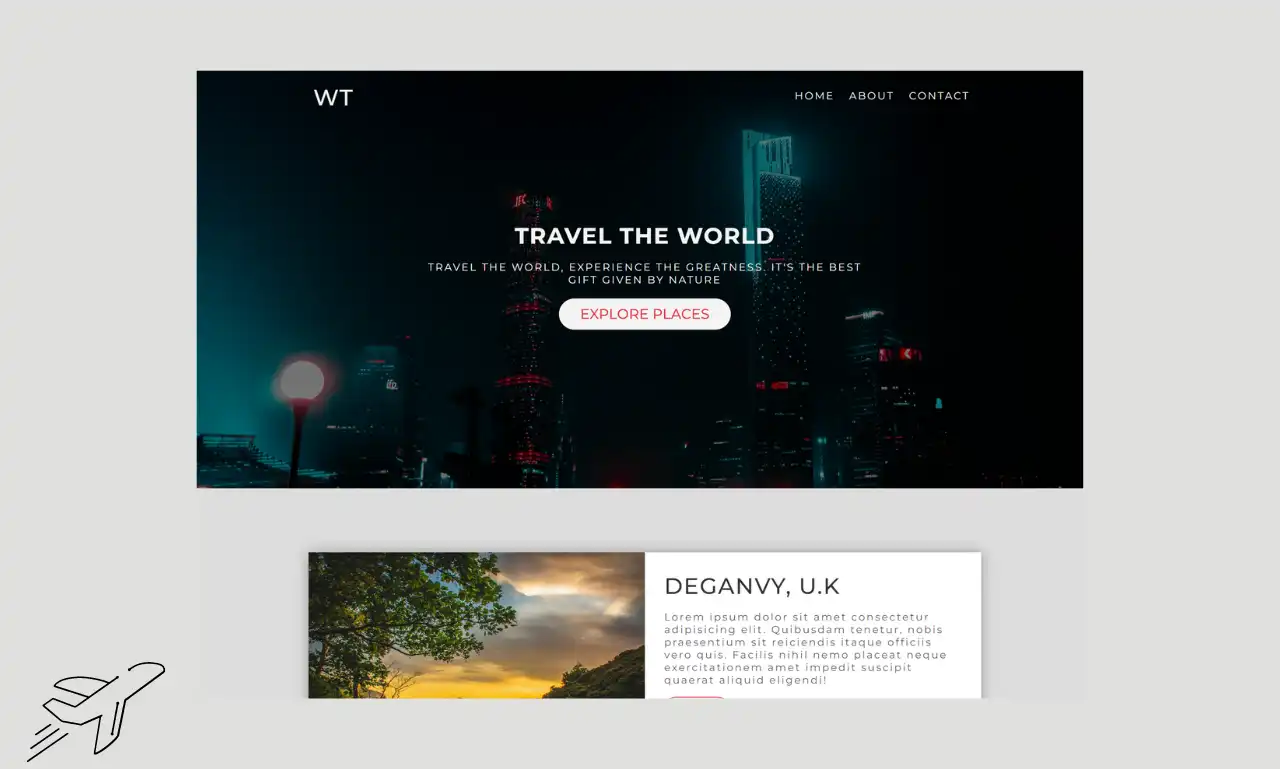 WT
HOME ABOUT CONTACT
IFC
TRAVEL THE WORLD
TRAVEL THE WORLD, EXPERIENCE THE GREATNESS. IT'S THE BEST
GIFT GIVEN BY NATURE
EXPLORE PLACES
ifp
DEGANVY, U.K
Lorem ipsum dolor sit amet consectetur
adipisicing elit. Quibusdam tenetur, nobis
praesentium sit reiciendis itaque officiis
vero quis. Facilis nihil nemo placeat neque
exercitationem amet impedit suscipit
quaerat aliquid eligendi!